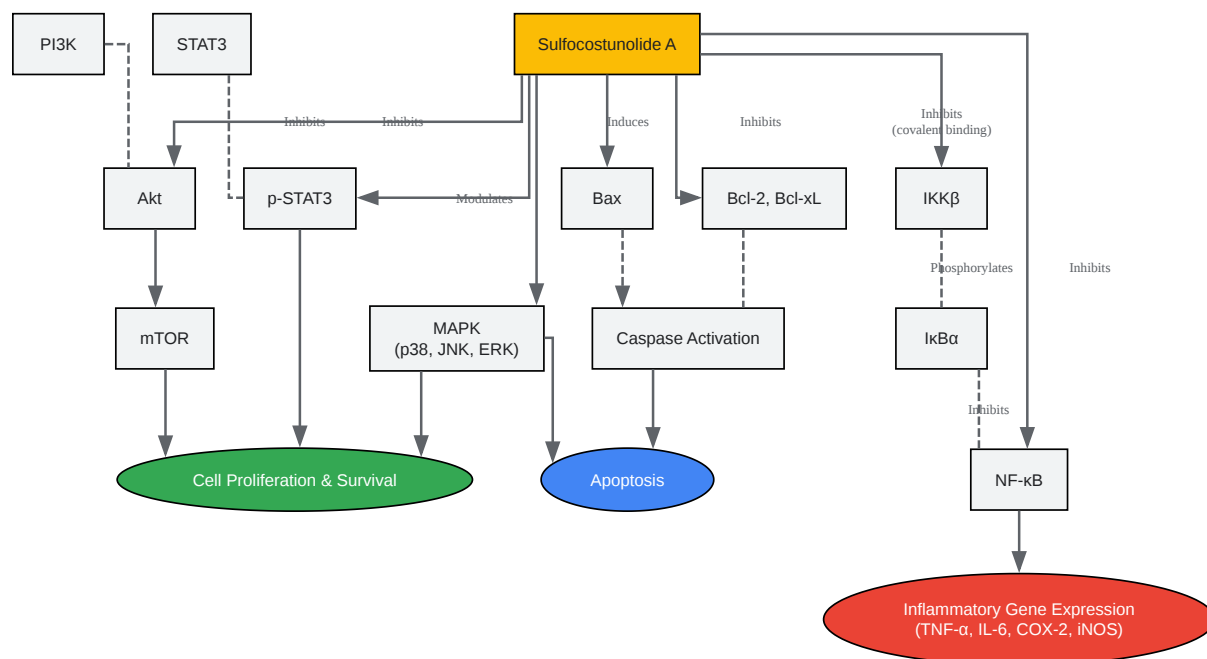 PI3K
STAT3
Sulfocostunolide A
Inhibits
Inhibits
Induces
Inhibits
Inhibits
(covalent binding)
Akt
p-STAT3
Modulates
Bax
Bcl-2, Bcl-xL
IKKβ
Phosphorylates
Inhibits
mTOR
MAPK
(p38, JNK, ERK)
Caspase Activation
IκBα
Inhibits
Cell Proliferation & Survival
Apoptosis
NF-κB
Inflammatory Gene Expression
(TNF-α, IL-6, COX-2, iNOS)